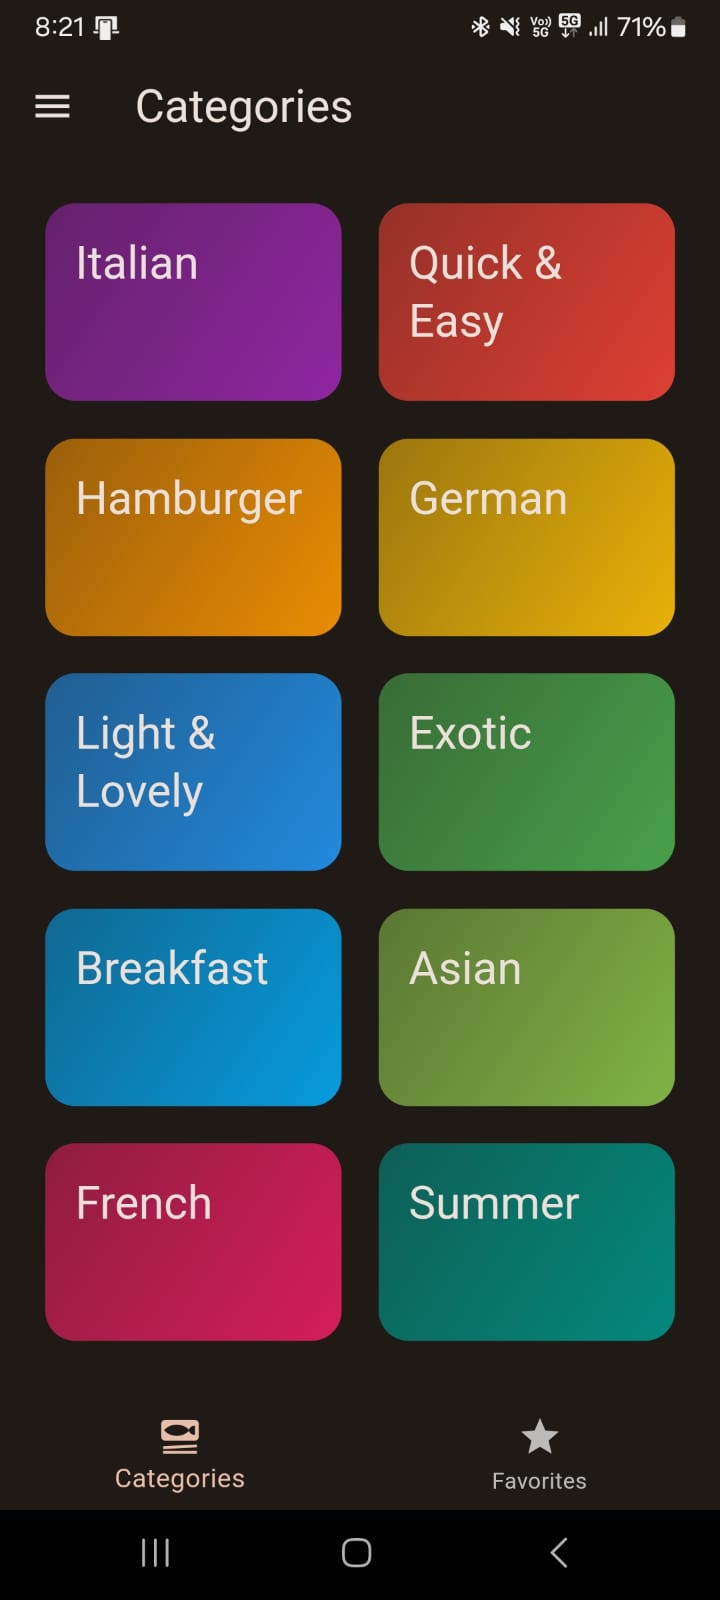 8:21 Vo)) 5G 5G 71%
Categories
Italian
Quick &
Easy
Hamburger
German
Light &
Lovely
Exotic
Breakfast
Asian
French
Summer
Categories
Favorites